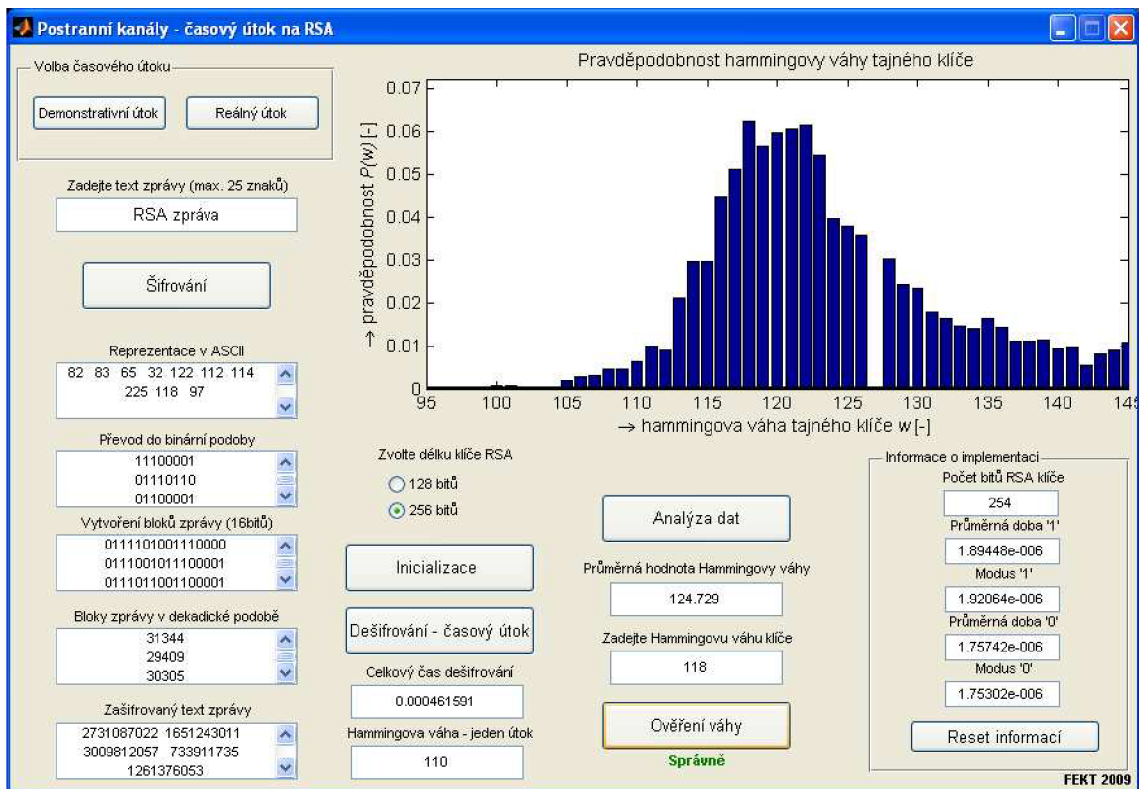 Postranní kanály - časový útok na RSA
Volba časového útoku
Demonstrativní útok
Reálný útok
Zadejte text zprávy (max. 25 znaků)
RSA zpráva
Šifrování
Reprezentace v ASCII
82 83 65 32 122 112 114
225 118 97
Převod do binární podoby
11100001
01110110
01100001
Vytvoření bloků zprávy (16bitů)
0111101001110000
0111001011100001
0111011001100001
Bloky zprávy v dekadické podobě
31344
29409
30305
Zašifrovaný text zprávy
2731087022 1651243011
3009812057 733911735
1261376053
Pravděpodobnost hammingovy váhy tajného klíče
→ pravděpodobnost P(w) [-]
0.07
0.06
0.05
0.04
0.03
0.02
0.01
0
95 100 105 110 115 120 125 130 135 140 145
→ hammingova váha tajného klíče w [-]
Zvolte délku klíče RSA
128 bitů
256 bitů
Inicializace
Dešifrování - časový útok
Celkový čas dešifrování
0.000461591
Hammingova váha - jeden útok
110
Analýza dat
Průměrná hodnota Hammingovy váhy
124.729
Zadejte Hammingovu váhu klíče
118
Ověření váhy
Správně
Informace o implementaci
Počet bitů RSA klíče
254
Průměrná doba '1'
1.89448e-006
Modus '1'
1.92064e-006
Průměrná doba '0'
1.75742e-006
Modus '0'
1.75302e-006
Reset informací
FEKT 2009